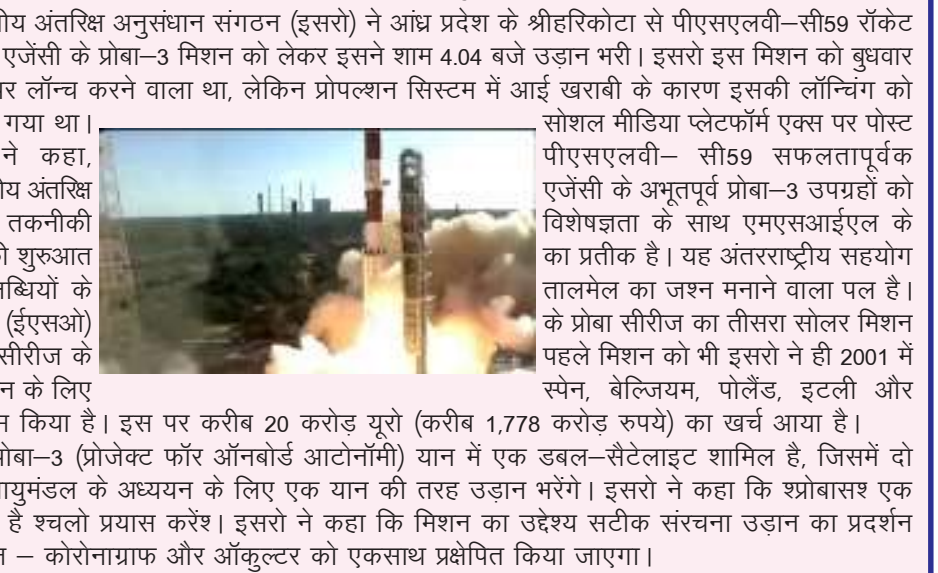 ीय अंतरिक्ष अनुसंधान संगठन (इसरो) ने आंध्र प्रदेश के श्रीहरिकोटा से पीएसएलवी–सी59 रॉकेट
एजेंसी के प्रोबा–3 मिशन को लेकर इसने शाम 4.04 बजे उड़ान भरी। इसरो इस मिशन को बुधवार
लॉन्च करने वाला था, लेकिन प्रोपल्शन सिस्टम में आई खराबी के कारण इसकी लॉन्चिंग को
गया था। सोशल मीडिया प्लेटफॉर्म एक्स पर पोस्ट
ने कहा, पीएसएलवी– सी59 सफलतापूर्वक
ीय अंतरिक्ष एजेंसी के अभूतपूर्व प्रोबा–3 उपग्रहों को
तकनीकी विशेषज्ञता के साथ एमएसआईएल के
शुरुआत का प्रतीक है। यह अंतरराष्ट्रीय सहयोग
ब्धियों के तालमेल का जश्न मनाने वाला पल है।
(ईएसओ) के प्रोबा सीरीज का तीसरा सोलर मिशन
सीरीज के पहले मिशन को भी इसरो ने ही 2001 में
न के लिए स्पेन, बेल्जियम, पोलैंड, इटली और
किया है। इस पर करीब 20 करोड़ यूरो (करीब 1,778 करोड़ रुपये) का खर्च आया है।
ोबा–3 (प्रोजेक्ट फॉर ऑनबोर्ड आटोनॉमी) यान में एक डबल–सैटेलाइट शामिल है, जिसमें दो
ायुमंडल के अध्ययन के लिए एक यान की तरह उड़ान भरेंगे। इसरो ने कहा कि श्प्रोबासश् एक
है श्चलो प्रयास करेंश्। इसरो ने कहा कि मिशन का उद्देश्य सटीक संरचना उड़ान का प्रदर्शन
– कोरोनाग्राफ और ऑकुल्टर को एकसाथ प्रक्षेपित किया जाएगा।